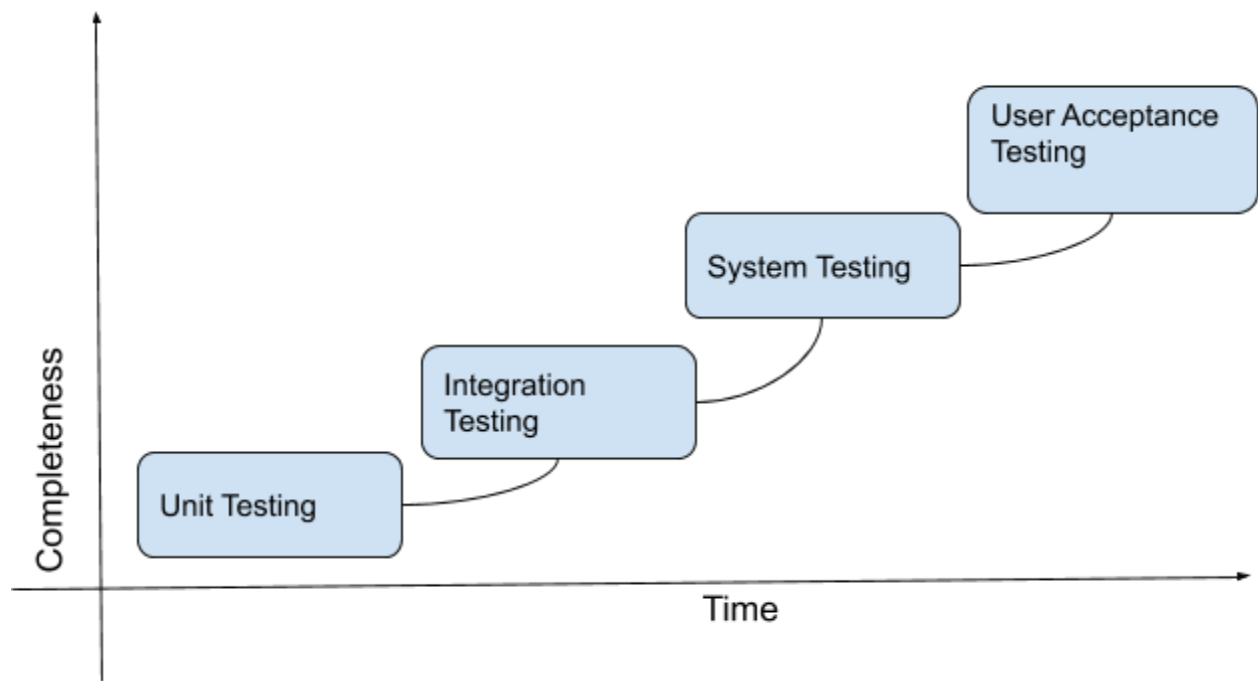 User Acceptance
Testing
System Testing
Integration
Testing
Unit Testing
Completeness
Time